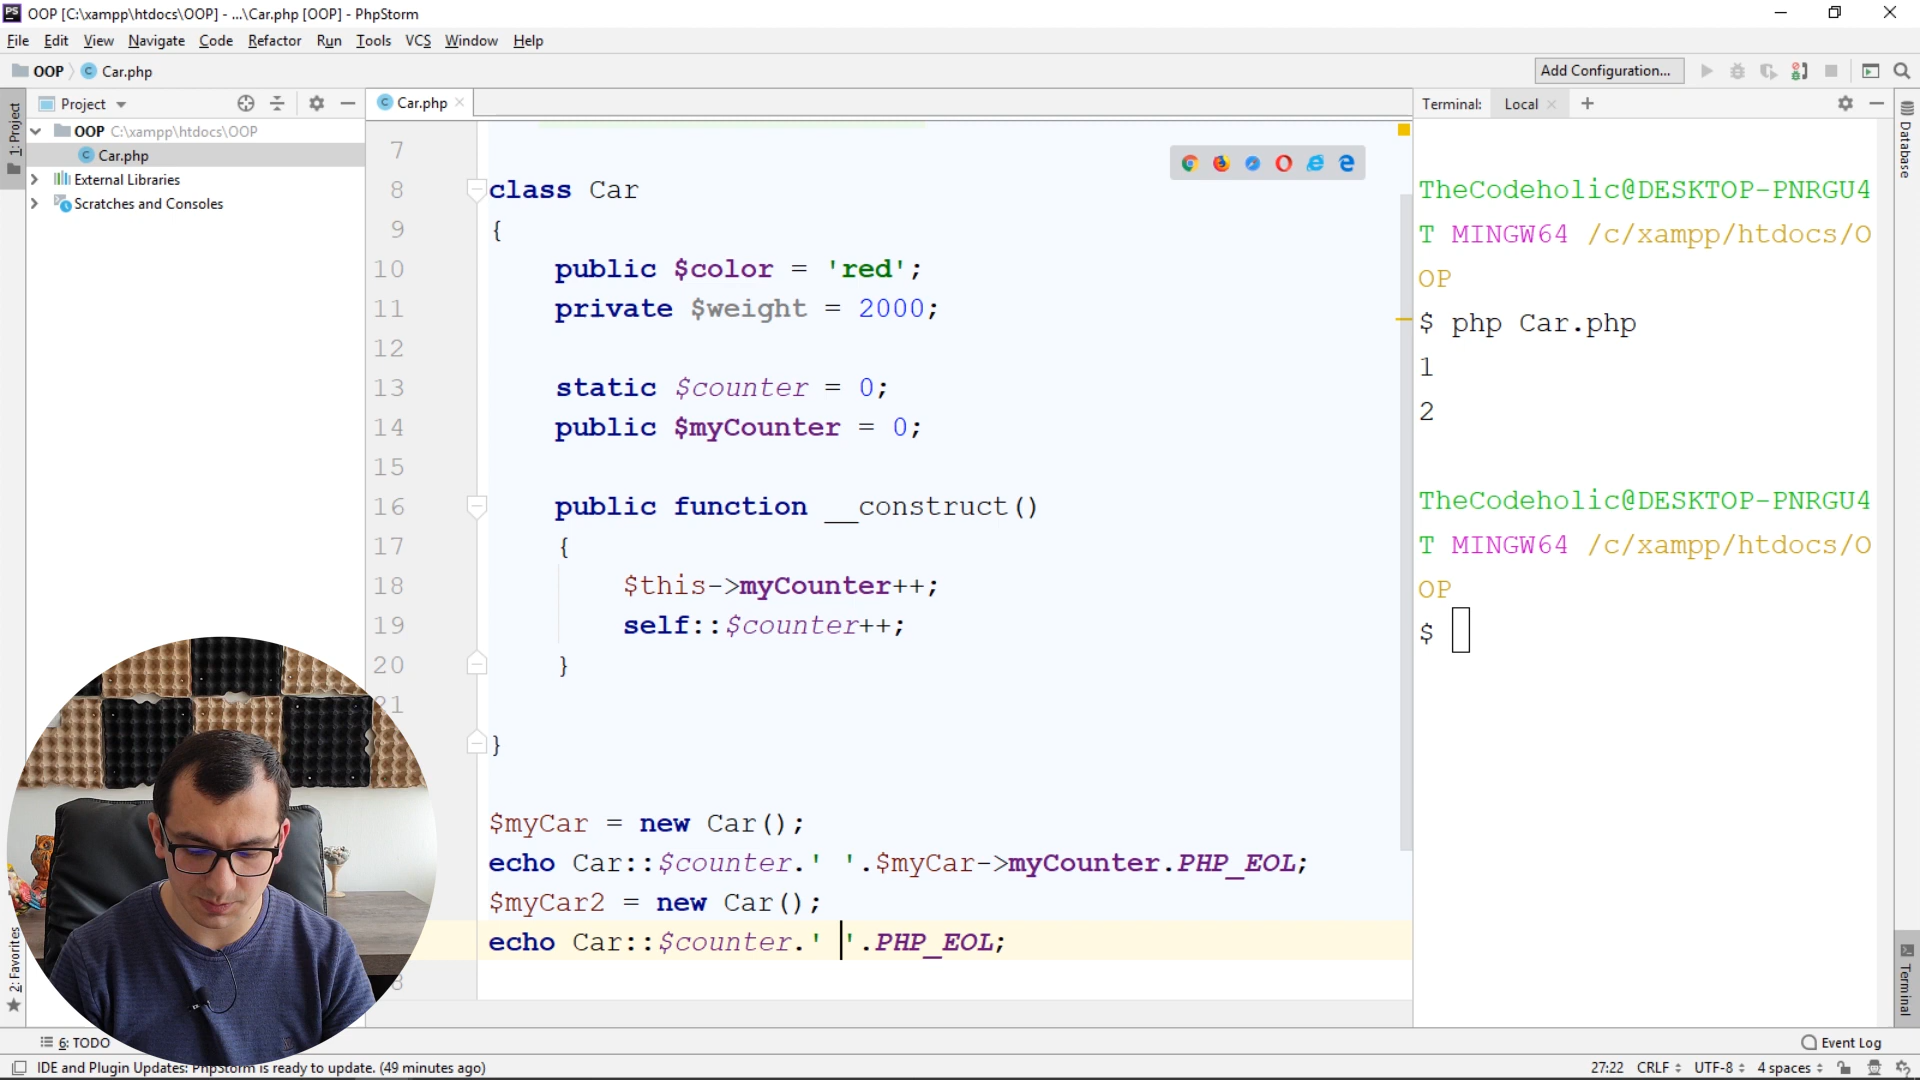 PS OOP [C:\xampp\htdocs\OOP] - ...\Car.php [OOP] - PhpStorm
File Edit View Navigate Code Refactor Run Tools VCS Window Help
OOP Car.php
Add Configuration...
1: Project
Project
OOP C:\xampp\htdocs\OOP
Car.php
External Libraries
Scratches and Consoles
Car.php
7
8 class Car
9 {
10 public $color = 'red';
11 private $weight = 2000;
12
13 static $counter = 0;
14 public $myCounter = 0;
15
16 public function __construct()
17 {
18 $this->myCounter++;
19 self::$counter++;
20 }
21
}
$myCar = new Car();
echo Car::$counter.' '.$myCar->myCounter.PHP_EOL;
$myCar2 = new Car();
echo Car::$counter.' '.PHP_EOL;
Terminal: Local
TheCodeholic@DESKTOP-PNRGU4
T MINGW64 /c/xampp/htdocs/O
OP
$ php Car.php
1
2
TheCodeholic@DESKTOP-PNRGU4
T MINGW64 /c/xampp/htdocs/O
OP
$
Database
Terminal
2: Favorites
6: TODO
Event Log
IDE and Plugin Updates: PhpStorm is ready to update. (49 minutes ago)
27:22 CRLF UTF-8 4 spaces